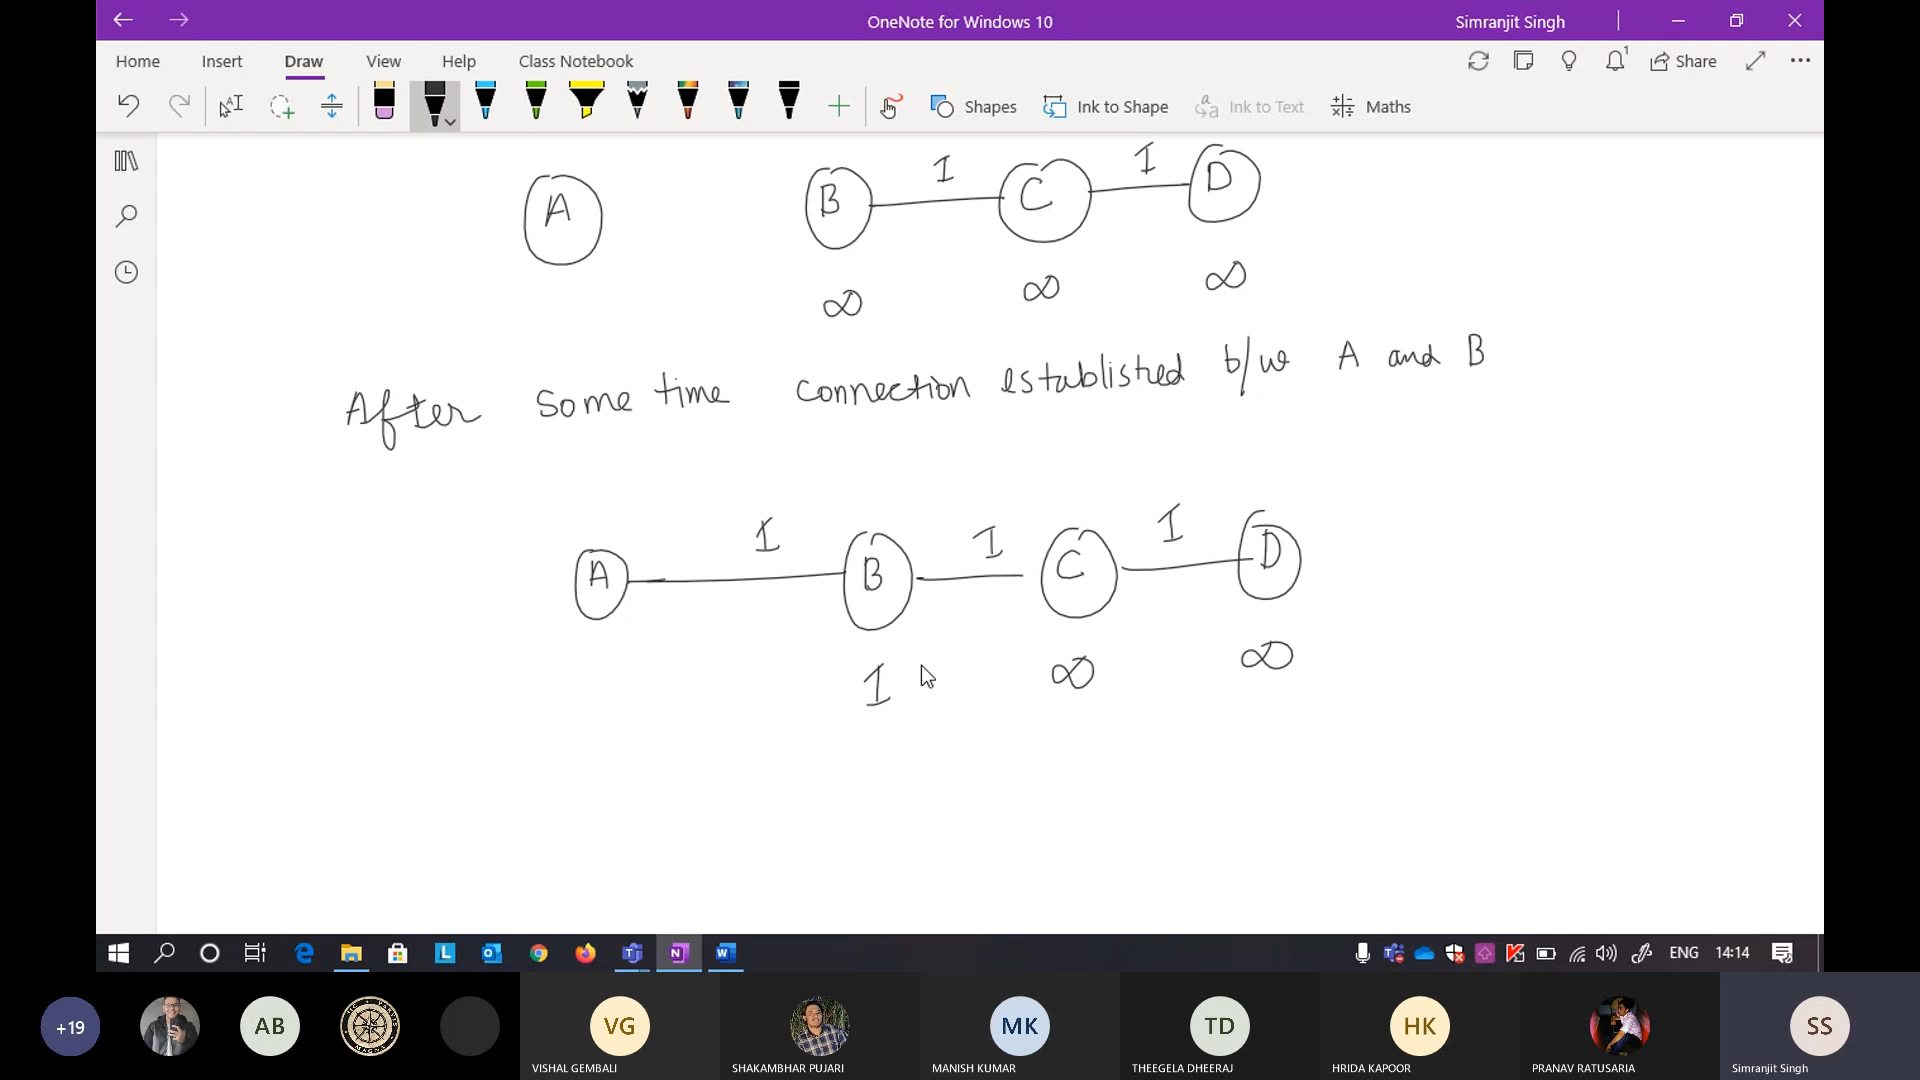 OneNote for Windows 10
Simranjit Singh
Home Insert Draw View Help Class Notebook
1
Share
Shapes Ink to Shape Ink to Text Maths
1 1
A B C D
∞ ∞ ∞
After some time connection established b/w A and B
1 1 1
A B C D
1 ∞ ∞
ENG 14:14
+19 AB VG MK TD HK SS
VISHAL GEMBALI SHAKAMBHAR PUJARI MANISH KUMAR THEEGELA DHEERAJ HRIDA KAPOOR PRANAV RATUSARIA Simranjit Singh